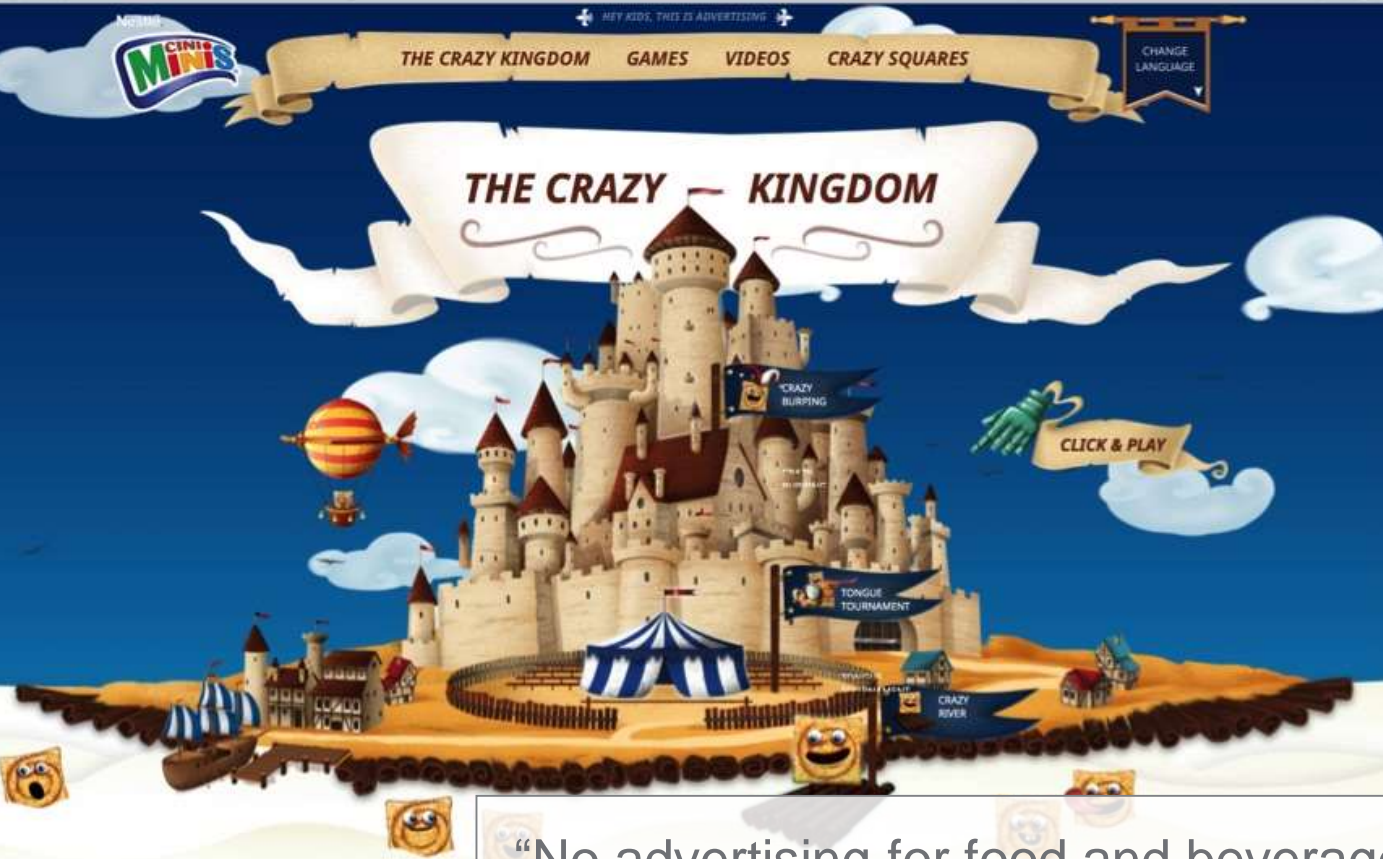 Nestlé
CINI
MINIS
HEY KIDS, THIS IS ADVERTISING
THE CRAZY KINGDOM GAMES VIDEOS CRAZY SQUARES
CHANGE
LANGUAGE
THE CRAZY KINGDOM
CRAZY
BURPING
CLICK & PLAY
TONGUE
TOURNAMENT
CRAZY
RIVER
“No advertising for food and beverage